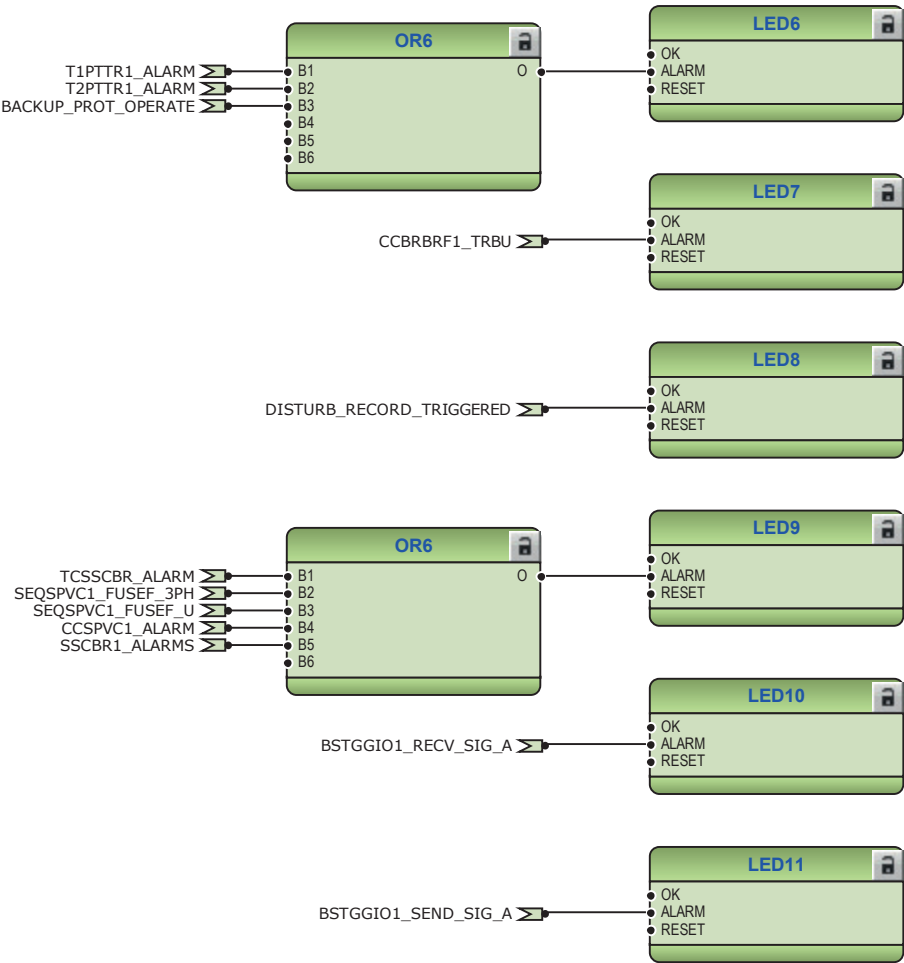 OR6
LED6
T1PTTR1_ALARM
T2PTTR1_ALARM
BACKUP_PROT_OPERATE
B1
B2
B3
B4
B5
B6
O
OK
ALARM
RESET
LED7
CCBRBRF1_TRBU
OK
ALARM
RESET
LED8
DISTURB_RECORD_TRIGGERED
OK
ALARM
RESET
OR6
LED9
TCSSCBR_ALARM
SEQSPVC1_FUSEF_3PH
SEQSPVC1_FUSEF_U
CCSPVC1_ALARM
SSCBR1_ALARMS
B1
B2
B3
B4
B5
B6
O
OK
ALARM
RESET
LED10
BSTGGIO1_RECV_SIG_A
OK
ALARM
RESET
LED11
BSTGGIO1_SEND_SIG_A
OK
ALARM
RESET